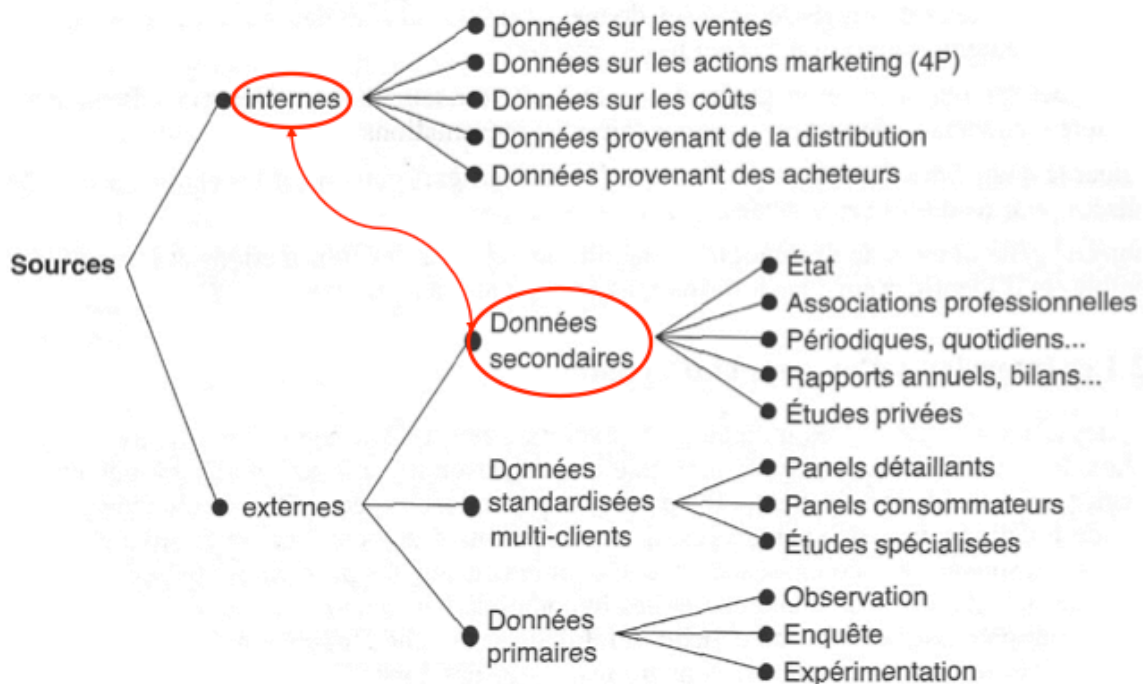 Données sur les ventes
Données sur les actions marketing (4P)
internes
Données sur les coûts
Données provenant de la distribution
Données provenant des acheteurs
Sources
État
Associations professionnelles
Données
secondaires
Périodiques, quotidiens...
Rapports annuels, bilans...
Études privées
externes
Données
standardisées
multi-clients
Panels détaillants
Panels consommateurs
Études spécialisées
Données
primaires
Observation
Enquête
Expérimentation